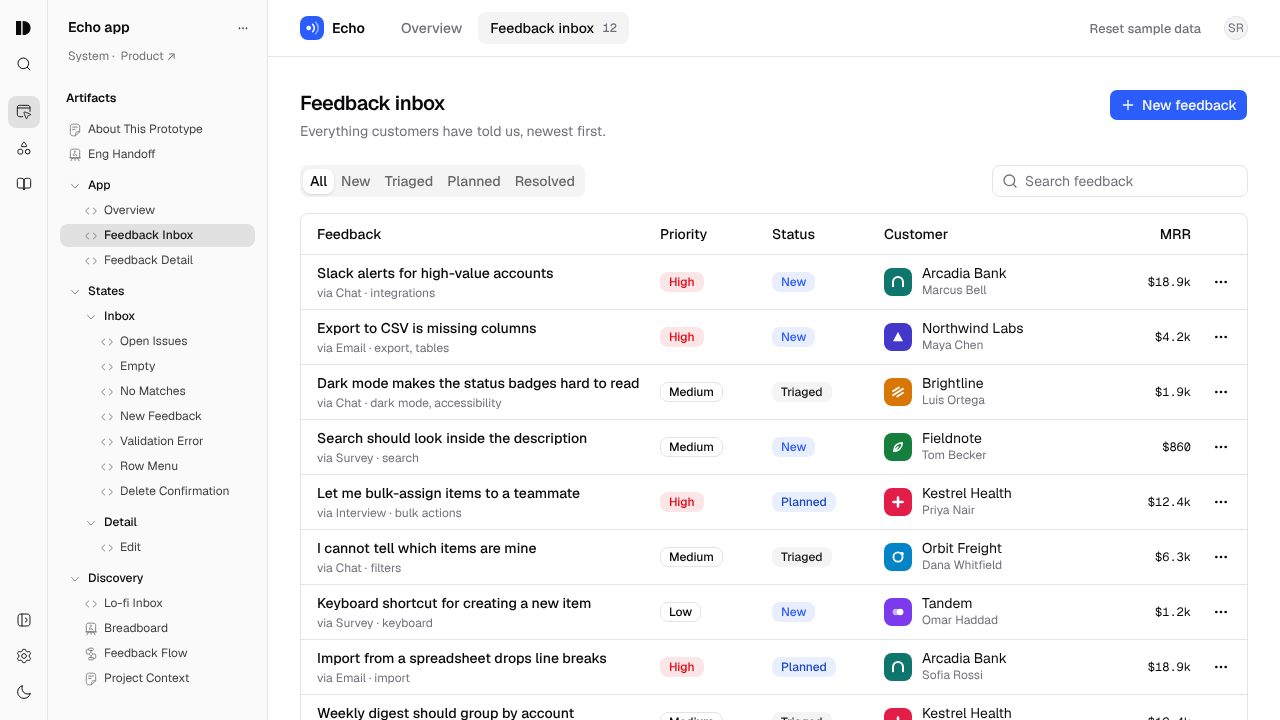 Echo app
System · Product ↗
Artifacts
About This Prototype
Eng Handoff
App
Overview
Feedback Inbox
Feedback Detail
States
Inbox
Open Issues
Empty
No Matches
New Feedback
Validation Error
Row Menu
Delete Confirmation
Detail
Edit
Discovery
Lo-fi Inbox
Breadboard
Feedback Flow
Project Context
Echo Overview Feedback inbox 12 Reset sample data SR
Feedback inbox
New feedback
Everything customers have told us, newest first.
All New Triaged Planned Resolved Search feedback
Feedback Priority Status Customer MRR
Slack alerts for high-value accounts High New Arcadia Bank $18.9k
via Chat · integrations Marcus Bell
Export to CSV is missing columns High New Northwind Labs $4.2k
via Email · export, tables Maya Chen
Dark mode makes the status badges hard to read Medium Triaged Brightline $1.9k
via Chat · dark mode, accessibility Luis Ortega
Search should look inside the description Medium New Fieldnote $860
via Survey · search Tom Becker
Let me bulk-assign items to a teammate High Planned Kestrel Health $12.4k
via Interview · bulk actions Priya Nair
I cannot tell which items are mine Medium Triaged Orbit Freight $6.3k
via Chat · filters Dana Whitfield
Keyboard shortcut for creating a new item Low New Tandem $1.2k
via Survey · keyboard Omar Haddad
Import from a spreadsheet drops line breaks High Planned Arcadia Bank $18.9k
via Email · import Sofia Rossi
Weekly digest should group by account Kestrel Health